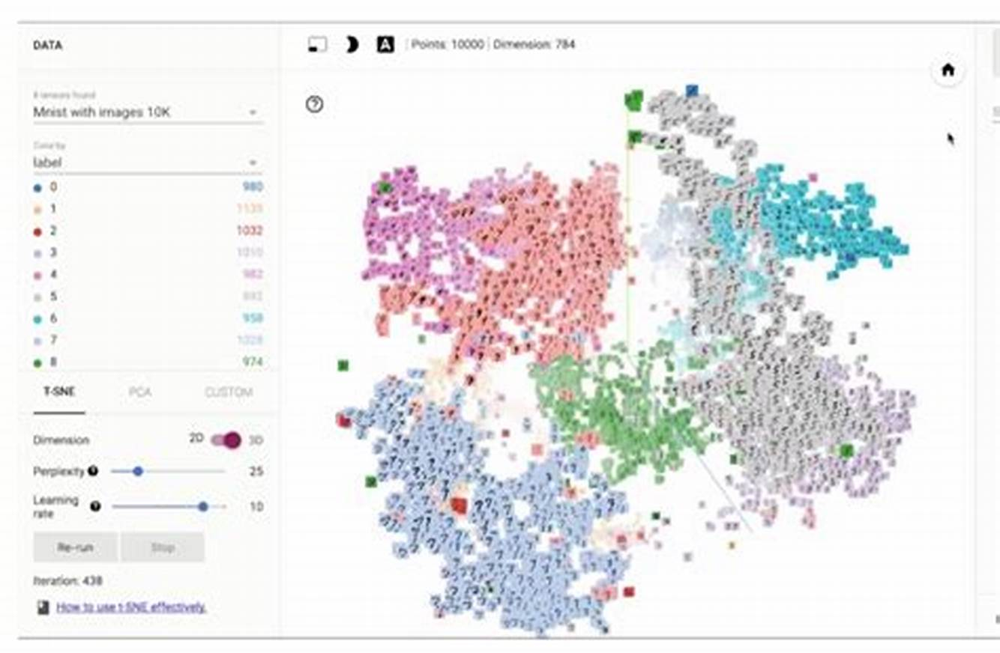 DATA
Points: 10000 | Dimension: 784
4 tensors found
Mnist with images 10K
Color by
label
0 980
1 1135
2 1032
3 1010
4 982
5 892
6 958
7 1028
8 974
T-SNE PCA CUSTOM
Dimension 2D 3D
Perplexity 25
Learning rate 10
Re-run Stop
Iteration: 438
How to use t-SNE effectively.